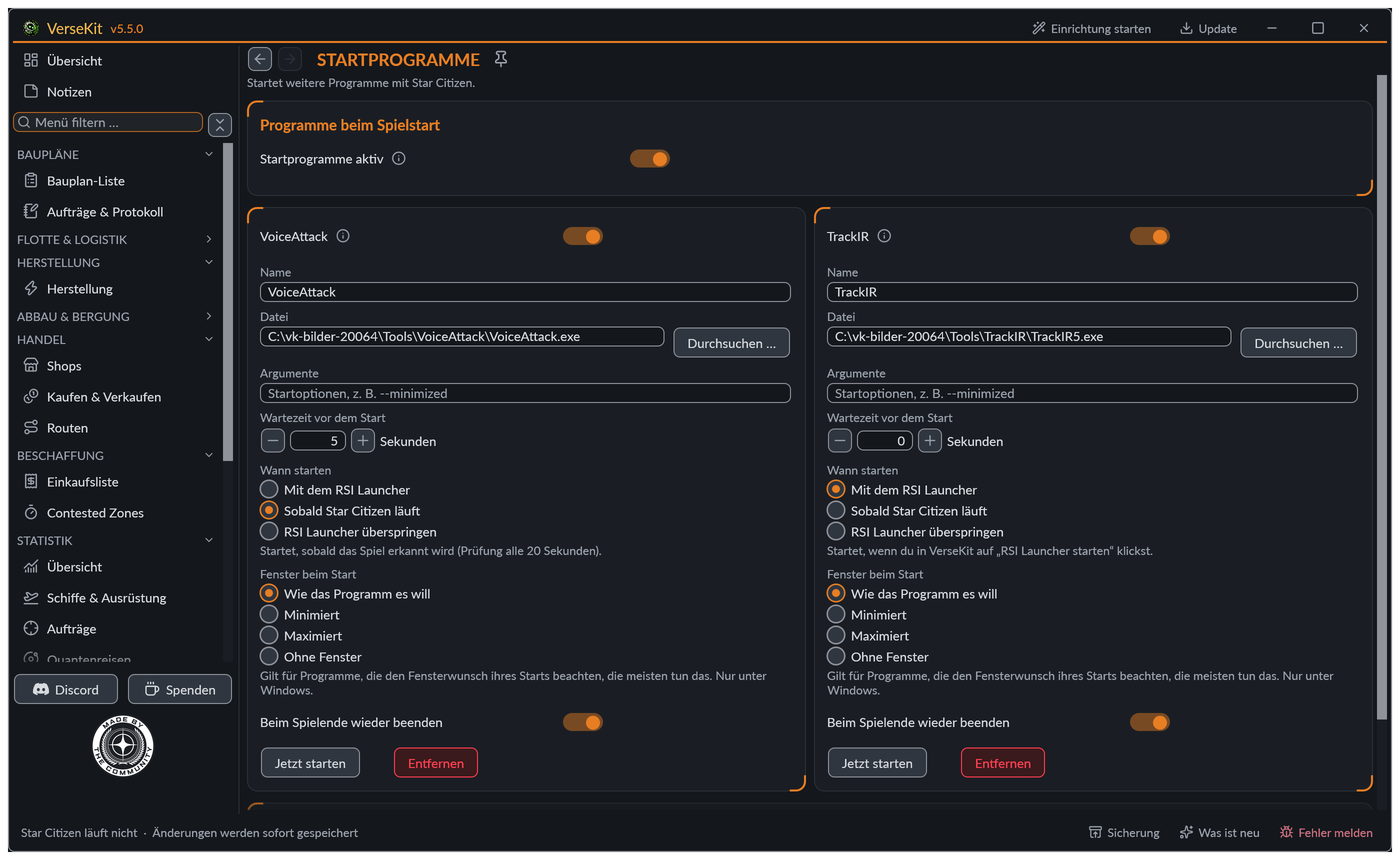 VerseKit v5.5.0
Einrichtung starten
Update
Übersicht
Notizen
Menü filtern ...
BAUPLÄNE
Bauplan-Liste
Aufträge & Protokoll
FLOTTE & LOGISTIK
HERSTELLUNG
Herstellung
ABBAU & BERGUNG
HANDEL
Shops
Kaufen & Verkaufen
Routen
BESCHAFFUNG
Einkaufsliste
Contested Zones
STATISTIK
Übersicht
Schiffe & Ausrüstung
Aufträge
Quantenreisen
Discord
Spenden
MADE BY THE COMMUNITY
STARTPROGRAMME
Startet weitere Programme mit Star Citizen.
Programme beim Spielstart
Startprogramme aktiv
VoiceAttack
Name
VoiceAttack
Datei
C:\vk-bilder-20064\Tools\VoiceAttack\VoiceAttack.exe
Durchsuchen ...
Argumente
Startoptionen, z. B. --minimized
Wartezeit vor dem Start
5 Sekunden
Wann starten
Mit dem RSI Launcher
Sobald Star Citizen läuft
RSI Launcher überspringen
Startet, sobald das Spiel erkannt wird (Prüfung alle 20 Sekunden).
Fenster beim Start
Wie das Programm es will
Minimiert
Maximiert
Ohne Fenster
Gilt für Programme, die den Fensterwunsch ihres Starts beachten, die meisten tun das. Nur unter
Windows.
Beim Spielende wieder beenden
Jetzt starten
Entfernen
TrackIR
Name
TrackIR
Datei
C:\vk-bilder-20064\Tools\TrackIR\TrackIR5.exe
Durchsuchen ...
Argumente
Startoptionen, z. B. --minimized
Wartezeit vor dem Start
0 Sekunden
Wann starten
Mit dem RSI Launcher
Sobald Star Citizen läuft
RSI Launcher überspringen
Startet, wenn du in VerseKit auf „RSI Launcher starten“ klickst.
Fenster beim Start
Wie das Programm es will
Minimiert
Maximiert
Ohne Fenster
Gilt für Programme, die den Fensterwunsch ihres Starts beachten, die meisten tun das. Nur unter
Windows.
Beim Spielende wieder beenden
Jetzt starten
Entfernen
Star Citizen läuft nicht · Änderungen werden sofort gespeichert
Sicherung
Was ist neu
Fehler melden